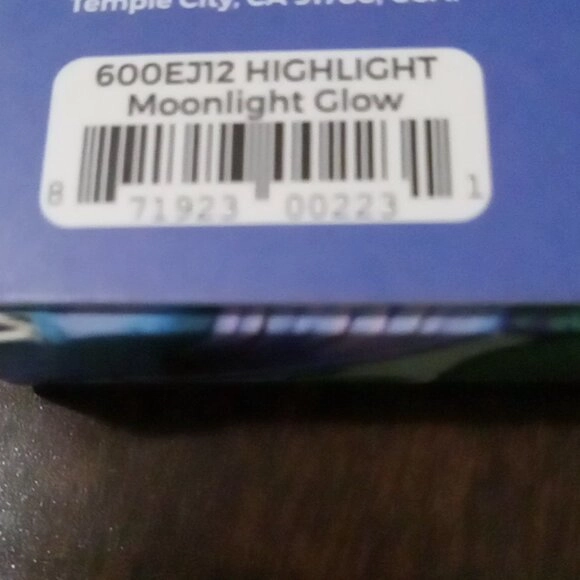 Temple City, CA
600EJ12 HIGHLIGHT
Moonlight Glow
8 71923 00223 1